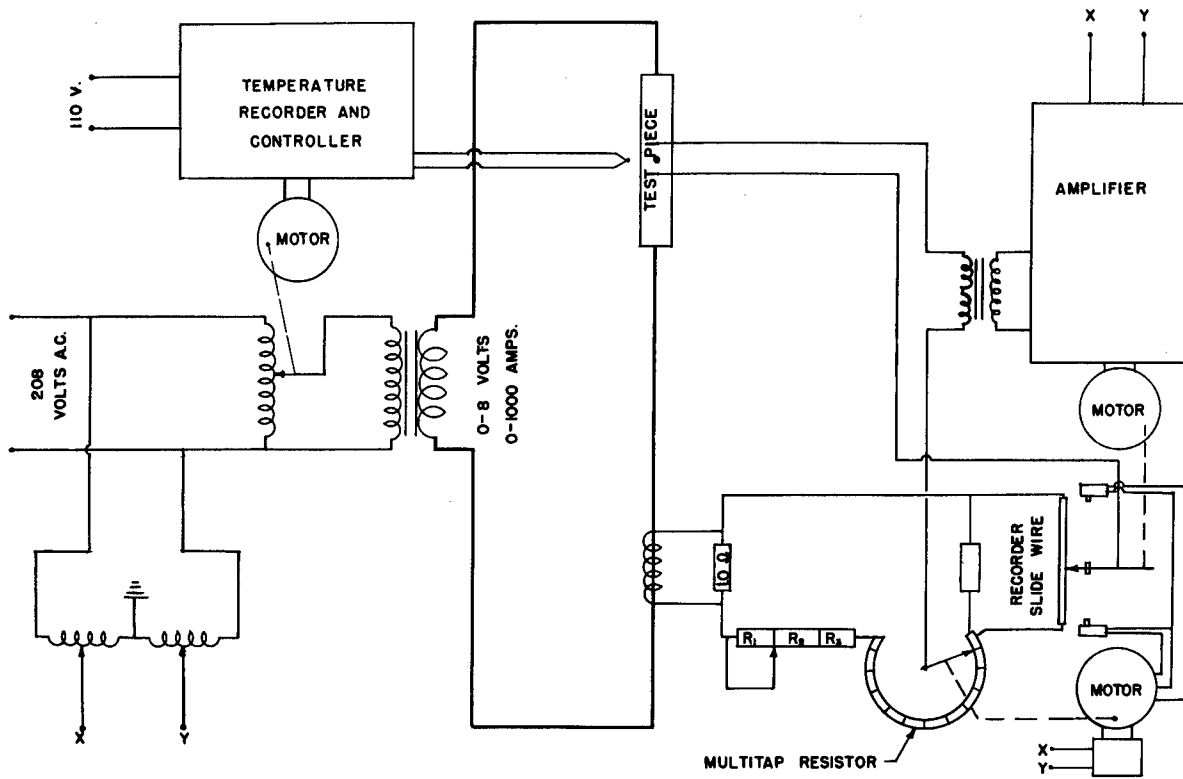 X Y
110 V.
TEMPERATURE
RECORDER AND
CONTROLLER
TEST PIECE
AMPLIFIER
MOTOR
208
VOLTS A.C.
0-8 VOLTS
0-1000 AMPS.
MOTOR
10 Ω
RECORDER
SLIDE WIRE
R₁ R₂ R₃
MOTOR
X Y
MULTITAP RESISTOR
X
Y